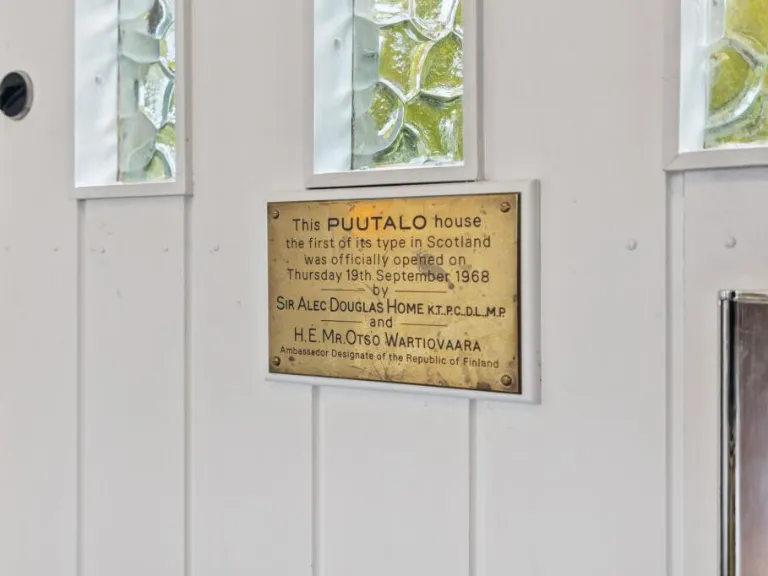 This PUUTALO house
the first of its type in Scotland
was officially opened on
Thursday 19th. September 1968
by
SIR ALEC DOUGLAS HOME K.T.,P.C.,D.L.,M.P.
and
H.E. MR. OTSO WARTIOVAARA
Ambassador Designate of the Republic of Finland